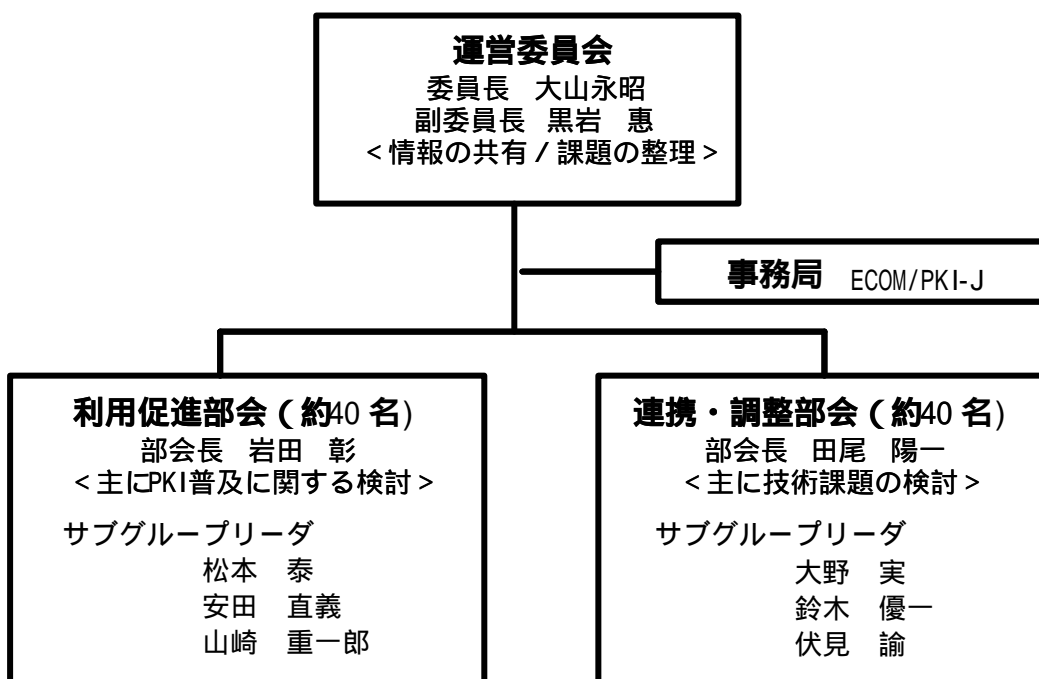 運営委員会
委員長 大山永昭
副委員長 黒岩 恵
<情報の共有/課題の整理>
事務局 ECOM/PKI-J
利用促進部会(約40名)
部会長 岩田 彰
<主にPKI普及に関する検討>
サブグループリーダ
松本 泰
安田 直義
山崎 重一郎
連携・調整部会(約40名)
部会長 田尾 陽一
<主に技術課題の検討>
サブグループリーダ
大野 実
鈴木 優一
伏見 諭